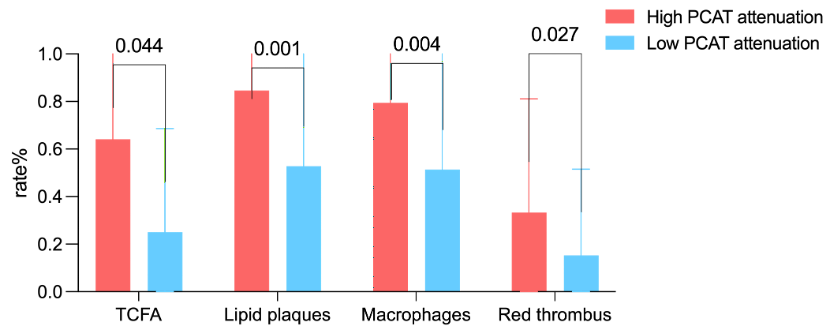 High PCAT attenuation
Low PCAT attenuation
0.044
0.001
0.004
0.027
1.0
0.8
0.6
0.4
0.2
0.0
rate%
TCFA
Lipid plaques
Macrophages
Red thrombus